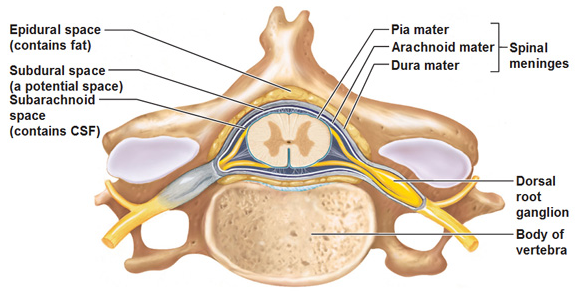 Epidural space
(contains fat)
Subdural space
(a potential space)
Subarachnoid
space
(contains CSF)
Pia mater
Arachnoid mater
Dura mater
Spinal
meninges
Dorsal
root
ganglion
Body of
vertebra